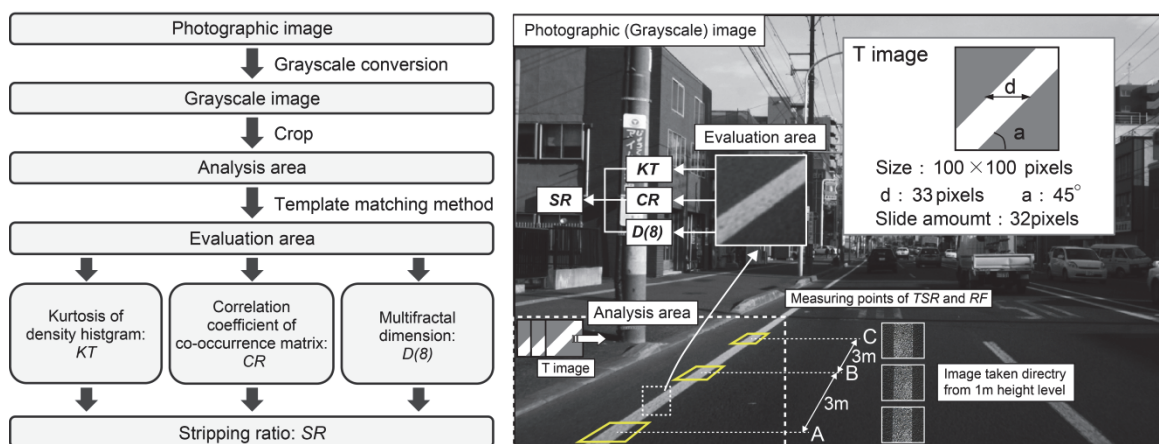 Photographic image
Grayscale conversion
Grayscale image
Crop
Analysis area
Template matching method
Evaluation area
Kurtosis of
density histgram:
KT
Correlation
coefficient of
co-occurrence matrix:
CR
Multifractal
dimension:
D(8)
Stripping ratio: SR
Photographic (Grayscale) image
T image
d
a
Size : 100 × 100 pixels
d : 33 pixels a : 45°
Slide amoumt : 32pixels
Evaluation area
KT
SR CR
D(8)
Measuring points of TSR and RF
Analysis area
T image
C
3m
B
3m
A
Image taken directry
from 1m height level